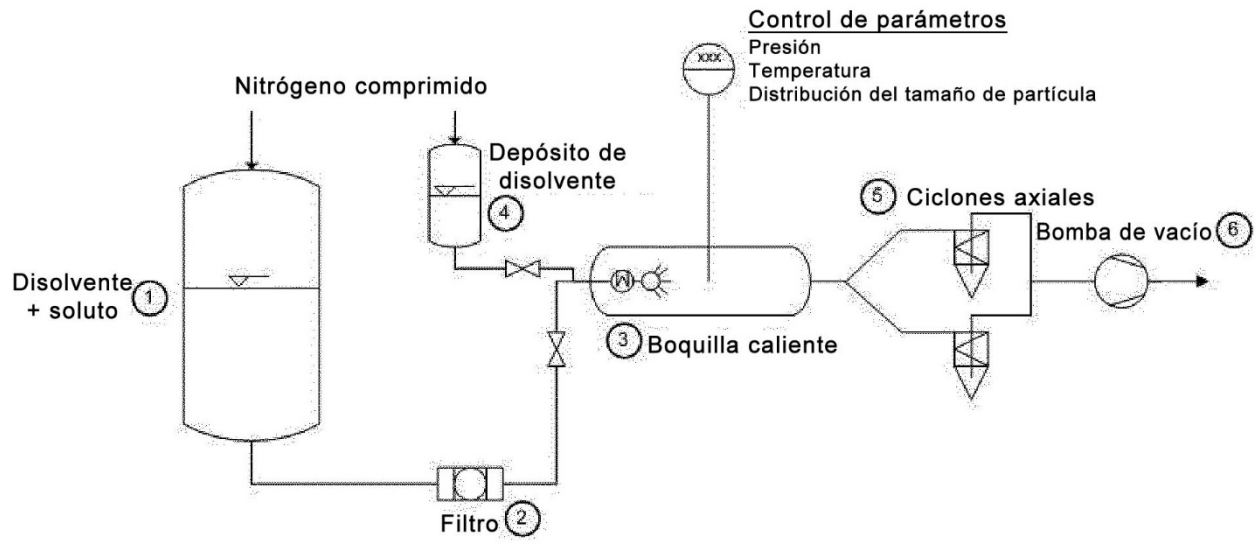 Control de parámetros
Presión
Temperatura
Distribución del tamaño de partícula
xxx
Nitrógeno comprimido
Depósito de
disolvente
4
5 Ciclones axiales
Bomba de vacío 6
Disolvente
+ soluto
1
3 Boquilla caliente
Filtro 2